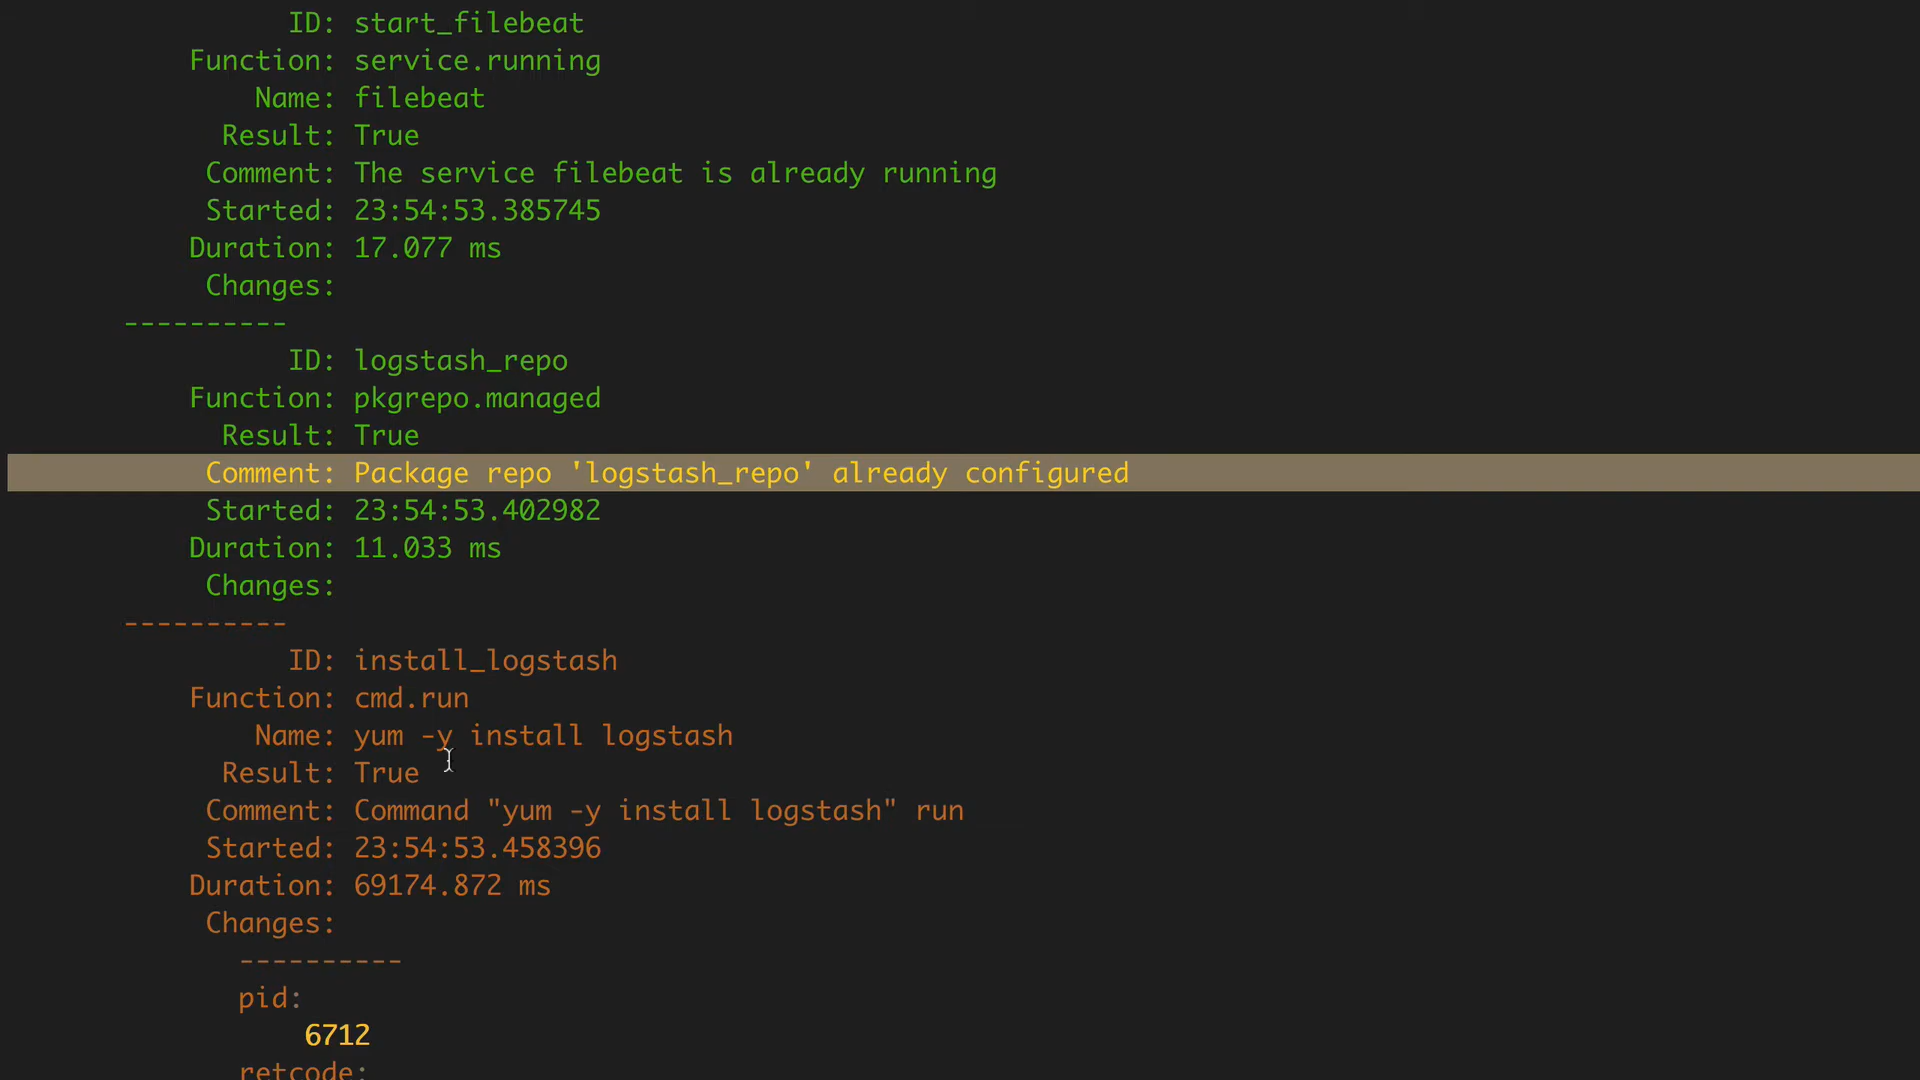 ID: start_filebeat
Function: service.running
Name: filebeat
Result: True
Comment: The service filebeat is already running
Started: 23:54:53.385745
Duration: 17.077 ms
Changes:
----------
ID: logstash_repo
Function: pkgrepo.managed
Result: True
Comment: Package repo 'logstash_repo' already configured
Started: 23:54:53.402982
Duration: 11.033 ms
Changes:
----------
ID: install_logstash
Function: cmd.run
Name: yum -y install logstash
Result: True
Comment: Command "yum -y install logstash" run
Started: 23:54:53.458396
Duration: 69174.872 ms
Changes:
----------
pid:
6712
retcode: